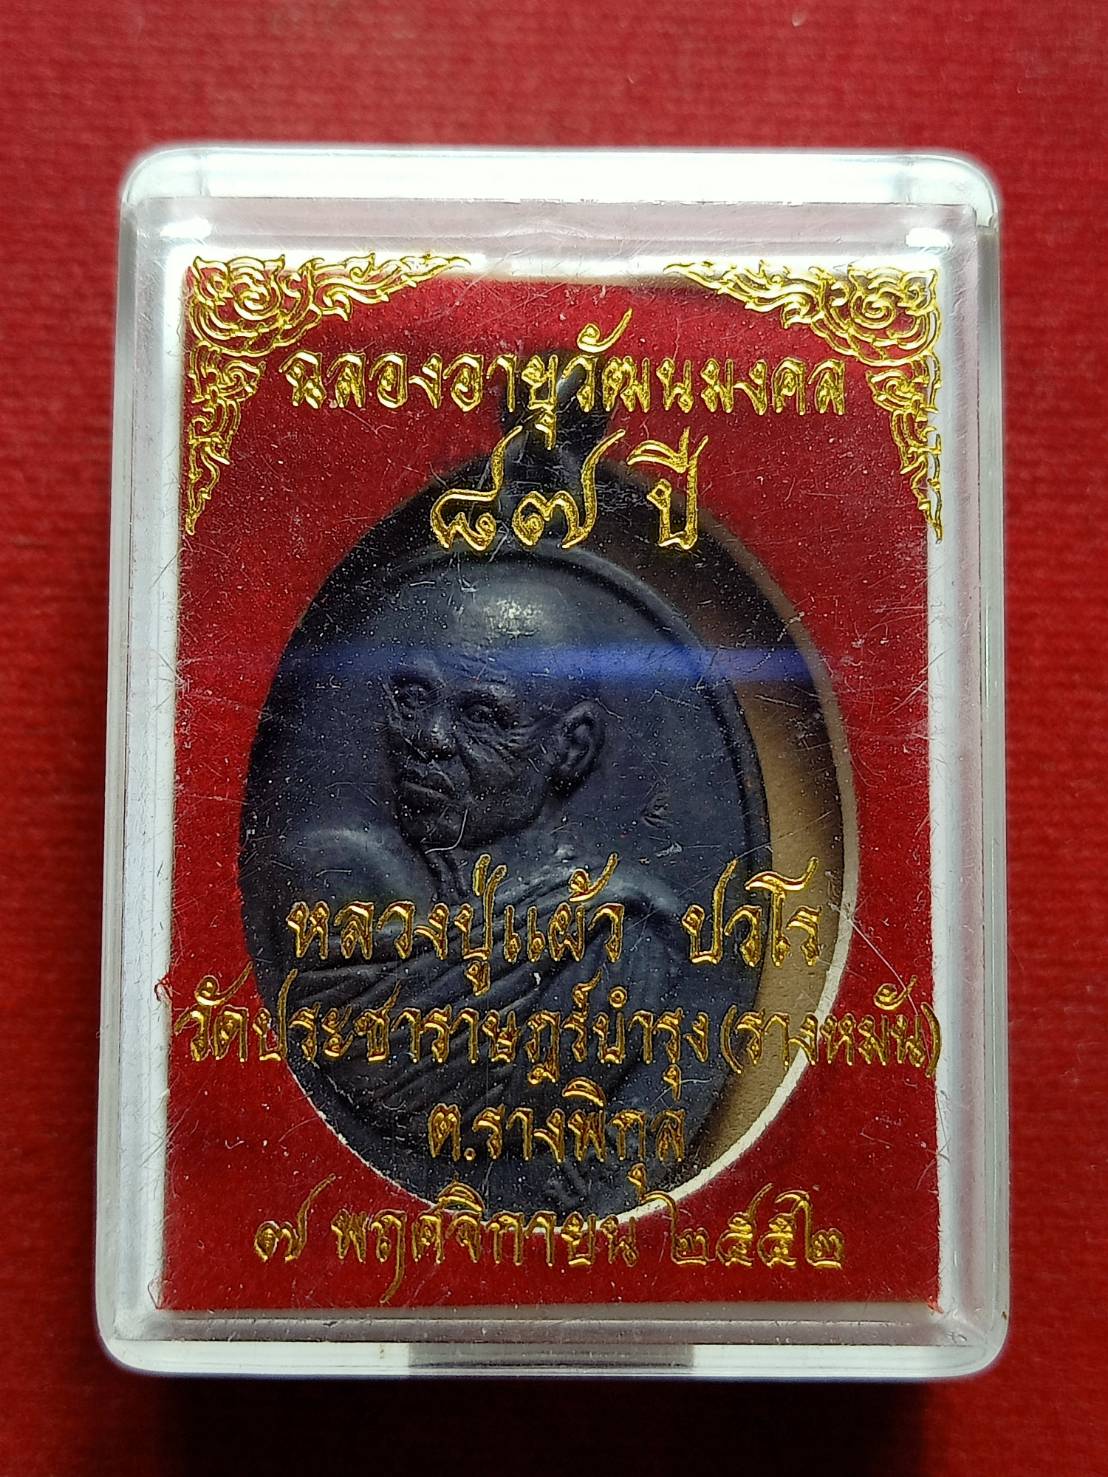 ฉลองอายุวัฒนมงคล
๘๗ ปี
หลวงปู่แผ้ว ปวโร
วัดประชาราษฎร์บำรุง (รางหมัน)
ต.รางพิกุล
๗ พฤศจิกายน ๒๕๕๒